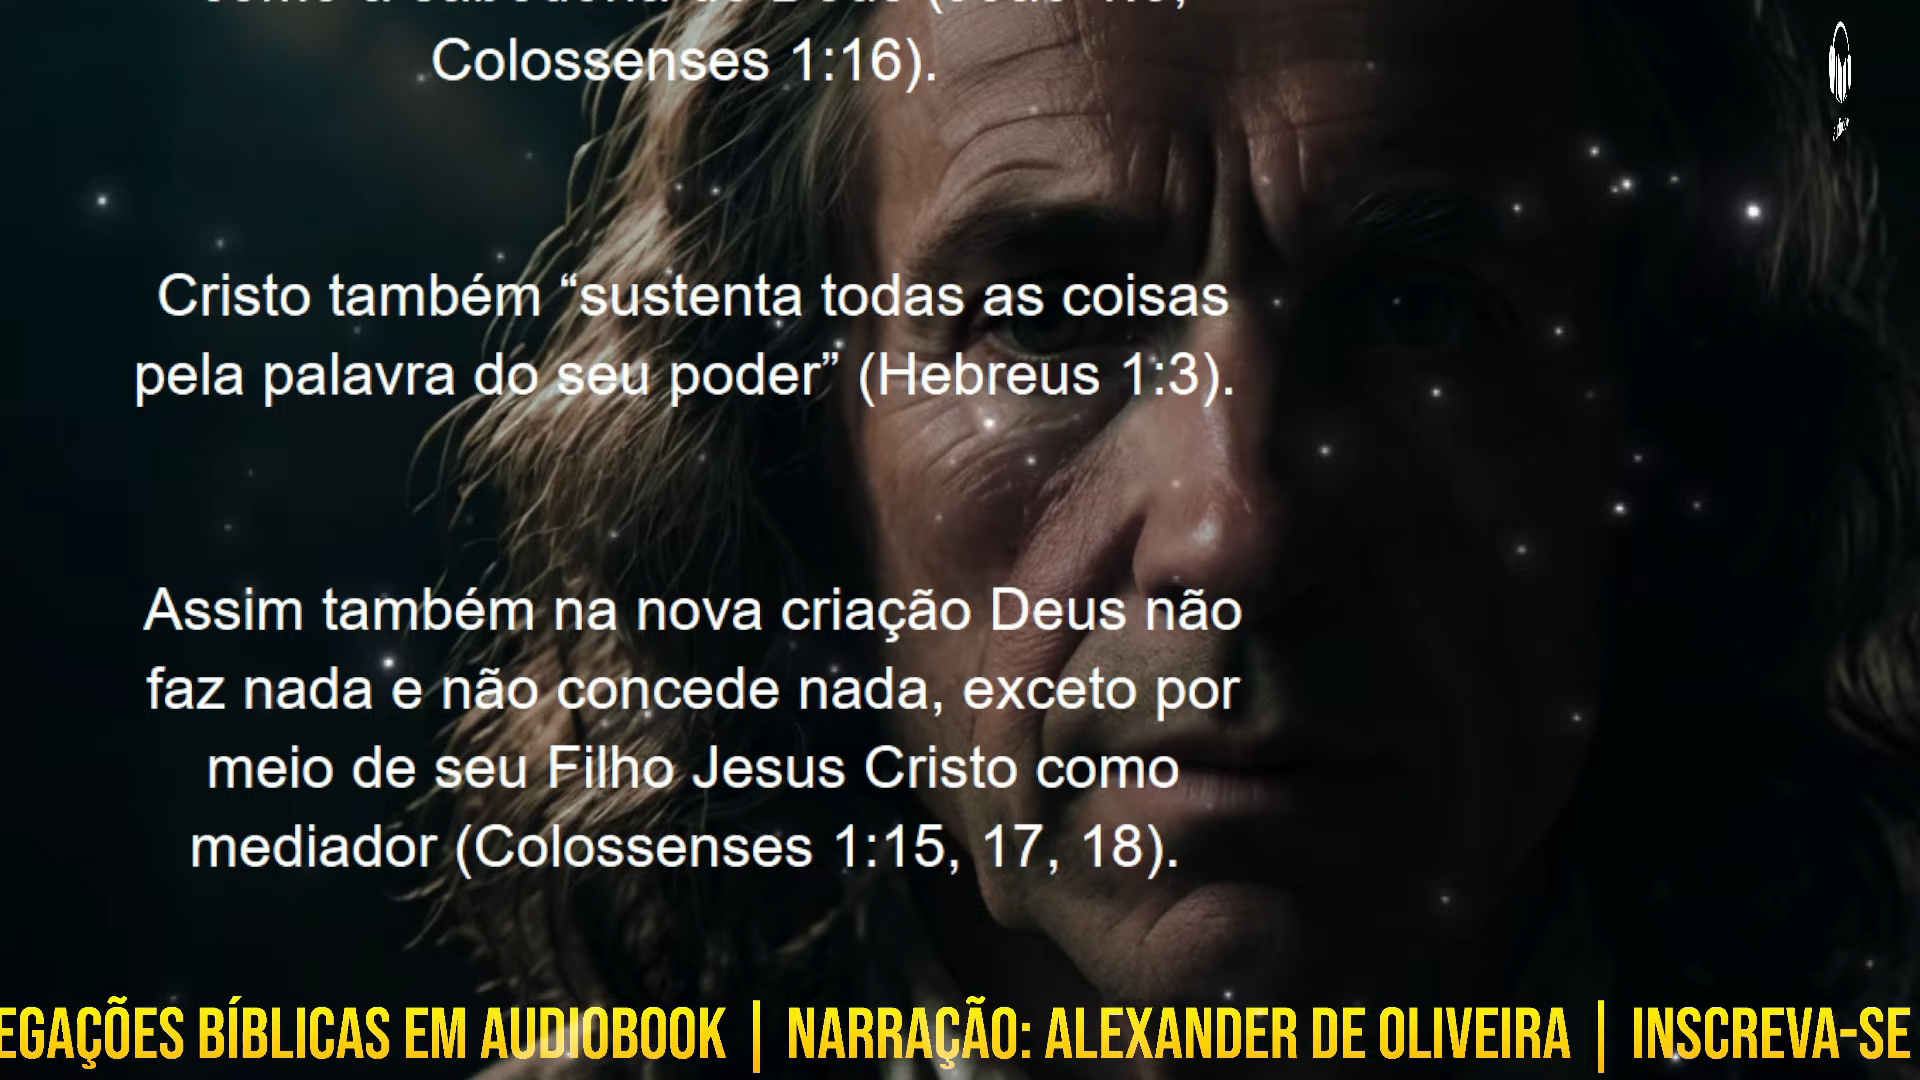 Colossenses 1:16).
Cristo também “sustenta todas as coisas
pela palavra do seu poder” (Hebreus 1:3).
Assim também na nova criação Deus não
faz nada e não concede nada, exceto por
meio de seu Filho Jesus Cristo como
mediador (Colossenses 1:15, 17, 18).
EGAÇÕES BÍBLICAS EM AUDIOBOOK | NARRAÇÃO: ALEXANDER DE OLIVEIRA | INSCREVA-SE